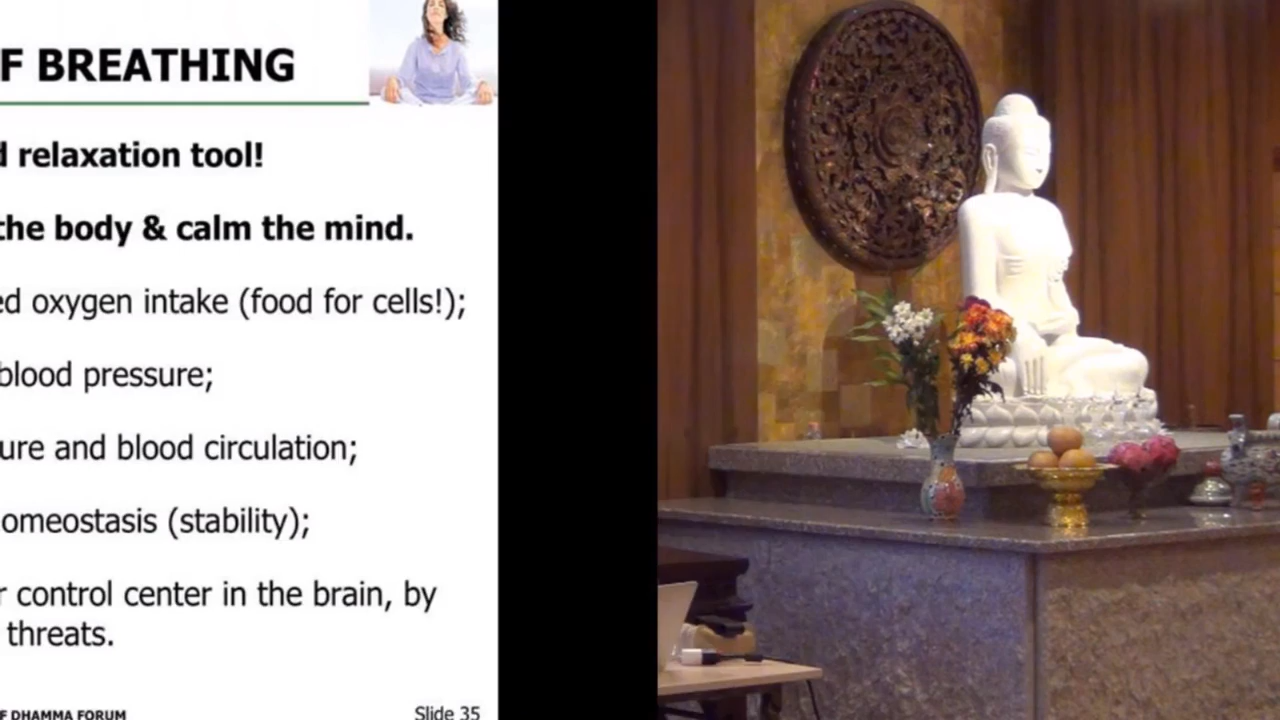 F BREATHING
d relaxation tool!
the body & calm the mind.
ed oxygen intake (food for cells!);
blood pressure;
ure and blood circulation;
omeostasis (stability);
r control center in the brain, by
threats.
F DHAMMA FORUM
Slide 35